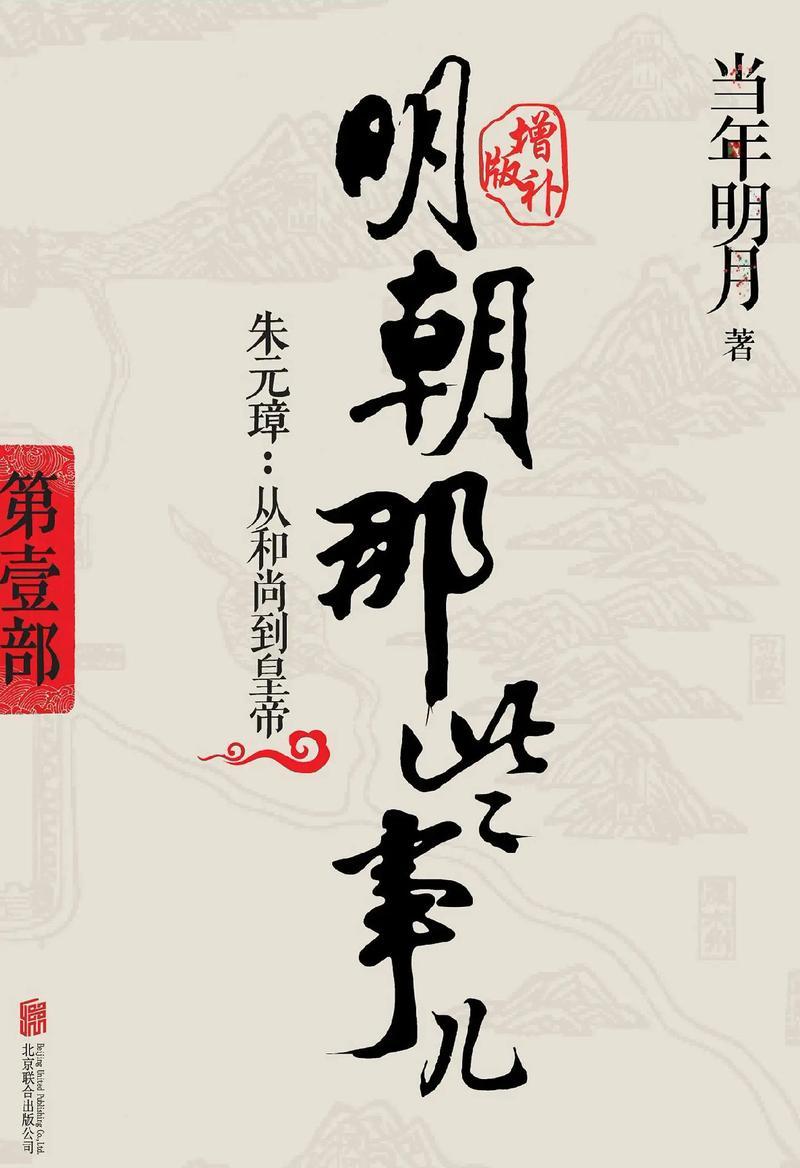 当年明月 著
增补
版
明朝那些事儿
朱元璋：从和尚到皇帝
第壹部
北京联合出版公司
Beijing United Publishing Co.,Ltd.